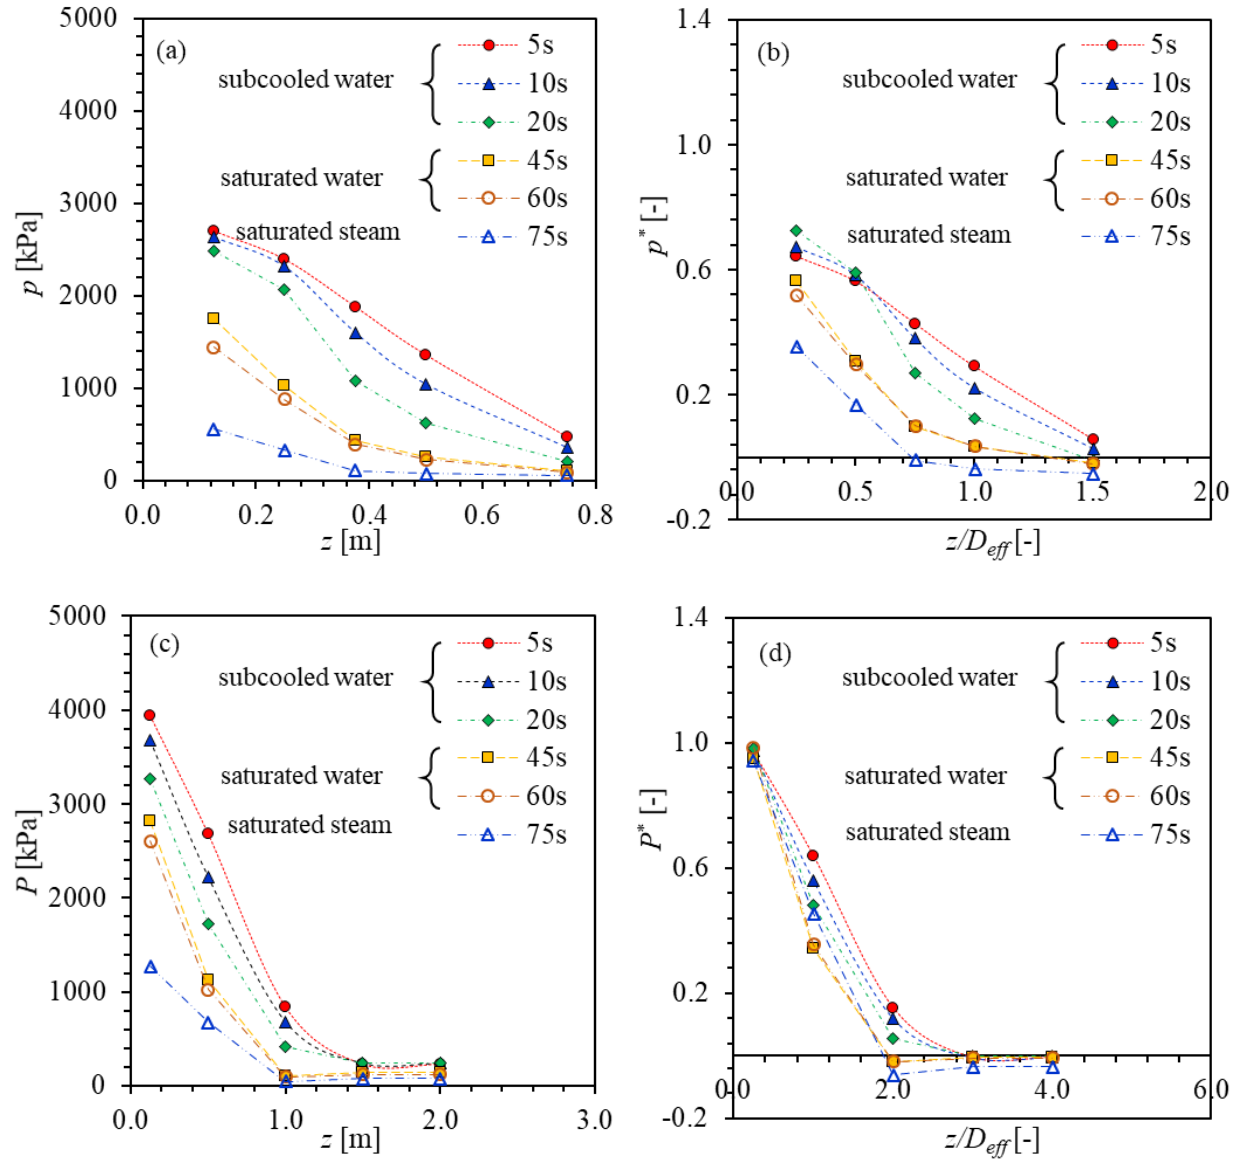 (a)
5000
4000
3000
2000
1000
0
p [kPa]
0.0 0.2 0.4 0.6 0.8
z [m]
subcooled water
saturated water
saturated steam
5s
10s
20s
45s
60s
75s
(b)
1.4
1.0
0.6
0.2
-0.2
p* [-]
0.0 0.5 1.0 1.5 2.0
z/Deff [-]
subcooled water
saturated water
saturated steam
5s
10s
20s
45s
60s
75s
(c)
5000
4000
3000
2000
1000
0
P [kPa]
0.0 1.0 2.0 3.0
z [m]
subcooled water
saturated water
saturated steam
5s
10s
20s
45s
60s
75s
(d)
1.4
1.0
0.6
0.2
-0.2
P* [-]
0.0 2.0 4.0 6.0
z/Deff [-]
subcooled water
saturated water
saturated steam
5s
10s
20s
45s
60s
75s